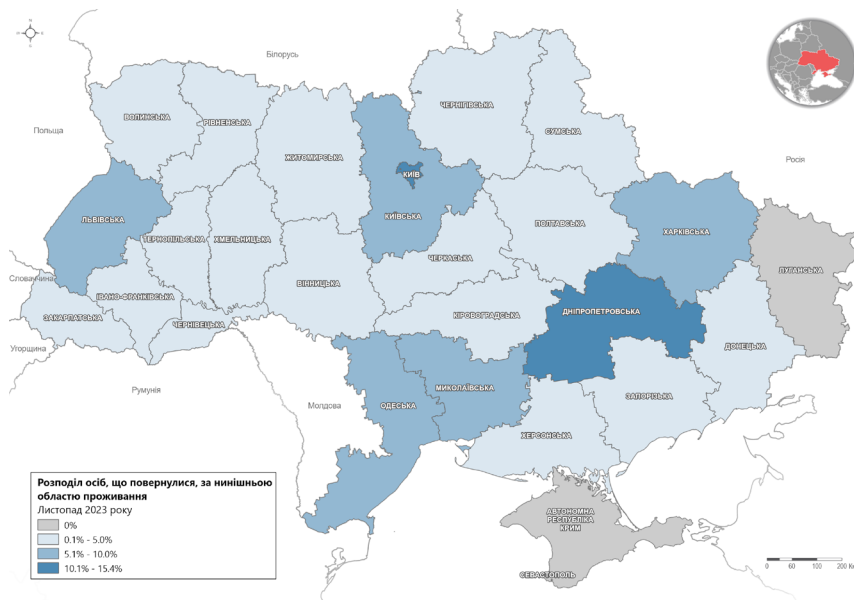 Білорусь
Польща
ЧЕРНІГІВСЬКА
ВОЛИНСЬКА
РІВНЕНСЬКА
СУМСЬКА
ЖИТОМИРСЬКА
Росія
КИЇВ
ЛЬВІВСЬКА
КИЇВСЬКА
ПОЛТАВСЬКА
ХАРКІВСЬКА
ТЕРНОПІЛЬСЬКА
ХМЕЛЬНИЦЬКА
ЧЕРКАСЬКА
ЛУГАНСЬКА
Словаччина
ВІННИЦЬКА
ІВАНО-ФРАНКІВСЬКА
ЗАКАРПАТСЬКА
ЧЕРНІВЕЦЬКА
КІРОВОГРАДСЬКА
ДНІПРОПЕТРОВСЬКА
Угорщина
ДОНЕЦЬКА
Румунія
МИКОЛАЇВСЬКА
ЗАПОРІЗЬКА
Молдова
ОДЕСЬКА
ХЕРСОНСЬКА
Розподіл осіб, що повернулися, за нинішньою
областю проживання
Листопад 2023 року
0%
0.1% - 5.0%
5.1% - 10.0%
10.1% - 15.4%
АВТОНОМНА
РЕСПУБЛІКА
КРИМ
СЕВАСТОПОЛЬ
0 60 100 200